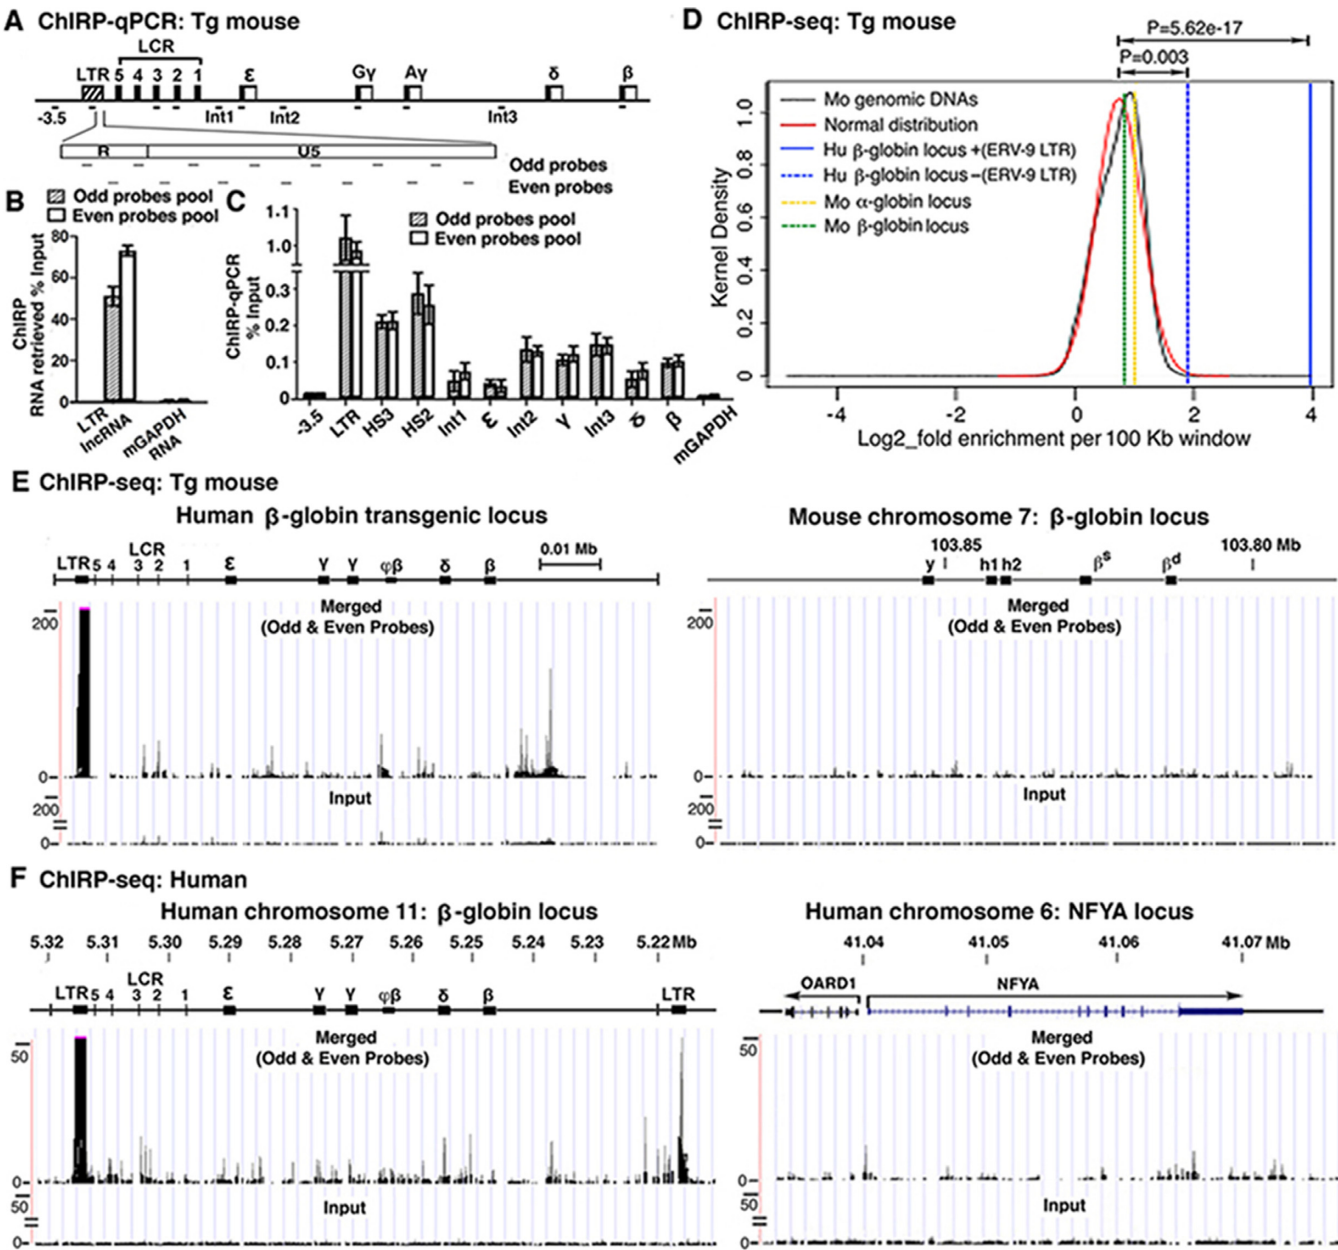 A ChIRP-qPCR: Tg mouse
LCR
LTR 5 4 3 2 1 ε Gγ Aγ δ β
-3.5 Int1 Int2 Int3
R U5
Odd probes
Even probes
B
Odd probes pool
Even probes pool
ChIRP
RNA retrieved % Input
80
60
40
20
0
LTR
lncRNA
mGAPDH
RNA
C
Odd probes pool
Even probes pool
ChIRP-qPCR
% Input
1.1
1.0
0.3
0.2
0.1
0
-3.5 LTR HS3 HS2 Int1 ε Int2 γ Int3 δ β mGAPDH
D ChIRP-seq: Tg mouse
P=5.62e-17
P=0.003
Mo genomic DNAs
Normal distribution
Hu β-globin locus +(ERV-9 LTR)
Hu β-globin locus –(ERV-9 LTR)
Mo α-globin locus
Mo β-globin locus
Kernel Density
1.0
0.8
0.6
0.4
0.2
0
-4 -2 0 2 4
Log2_fold enrichment per 100 Kb window
E ChIRP-seq: Tg mouse
Human β-globin transgenic locus
LCR
LTR 5 4 3 2 1 ε γ γ φβ δ β
0.01 Mb
Merged
(Odd & Even Probes)
200
0
Input
200
0
Mouse chromosome 7: β-globin locus
103.85 103.80 Mb
y h1 h2 βs βd
Merged
(Odd & Even Probes)
200
0
Input
200
0
F ChIRP-seq: Human
Human chromosome 11: β-globin locus
5.32 5.31 5.30 5.29 5.28 5.27 5.26 5.25 5.24 5.23 5.22 Mb
LCR
LTR 5 4 3 2 1 ε γ γ φβ δ β LTR
Merged
(Odd & Even Probes)
50
0
Input
50
0
Human chromosome 6: NFYA locus
41.04 41.05 41.06 41.07 Mb
OARD1 NFYA
Merged
(Odd & Even Probes)
50
0
Input
50
0